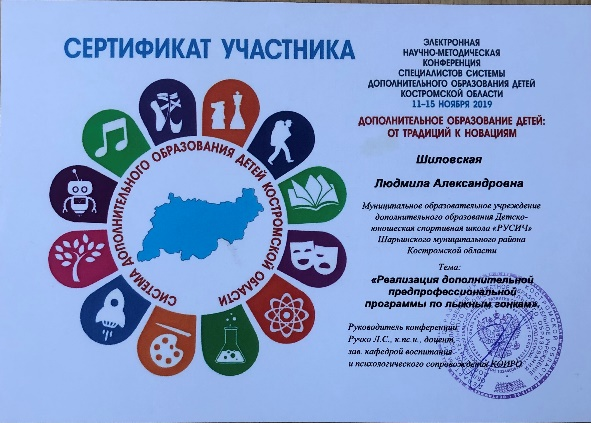 СЕРТИФИКАТ УЧАСТНИКА
ЭЛЕКТРОННАЯ
НАУЧНО-МЕТОДИЧЕСКАЯ
КОНФЕРЕНЦИЯ
СПЕЦИАЛИСТОВ СИСТЕМЫ
ДОПОЛНИТЕЛЬНОГО ОБРАЗОВАНИЯ ДЕТЕЙ
КОСТРОМСКОЙ ОБЛАСТИ
11-15 НОЯБРЯ 2019
ДОПОЛНИТЕЛЬНОЕ ОБРАЗОВАНИЕ ДЕТЕЙ:
ОТ ТРАДИЦИЙ К НОВАЦИЯМ
СИСТЕМА ДОПОЛНИТЕЛЬНОГО ОБРАЗОВАНИЯ ДЕТЕЙ КОСТРОМСКОЙ ОБЛАСТИ
Шиловская
Людмила Александровна
Муниципальное образовательное учреждение
дополнительного образования Детско-
юношеская спортивная школа «РУСИЧ»
Шарьинского муниципального района
Костромской области
Тема:
«Реализация дополнительной
предпрофессиональной
программы по лыжным гонкам».
Руководитель конференции:
Ручко Л.С., к.пс.н., доцент,
зав. кафедрой воспитания
и психологического сопровождения КОИРО